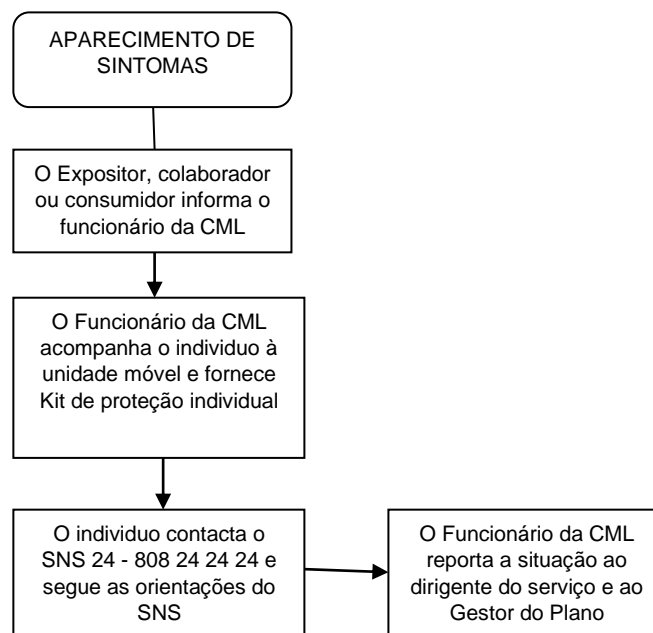 APARECIMENTO DE
SINTOMAS
O Expositor, colaborador
ou consumidor informa o
funcionário da CML
O Funcionário da CML
acompanha o individuo à
unidade móvel e fornece
Kit de proteção individual
O individuo contacta o
SNS 24 - 808 24 24 24 e
segue as orientações do
SNS
O Funcionário da CML
reporta a situação ao
dirigente do serviço e ao
Gestor do Plano